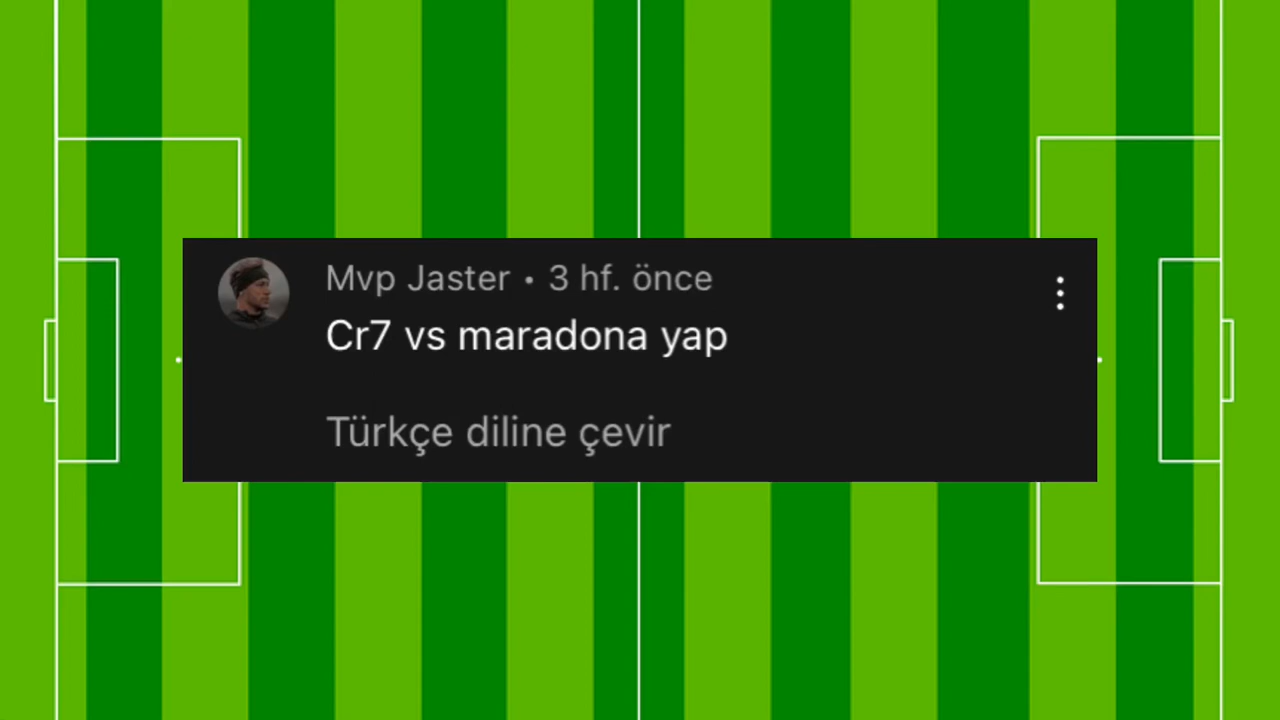 Mvp Jaster • 3 hf. önce
Cr7 vs maradona yap
Türkçe diline çevir